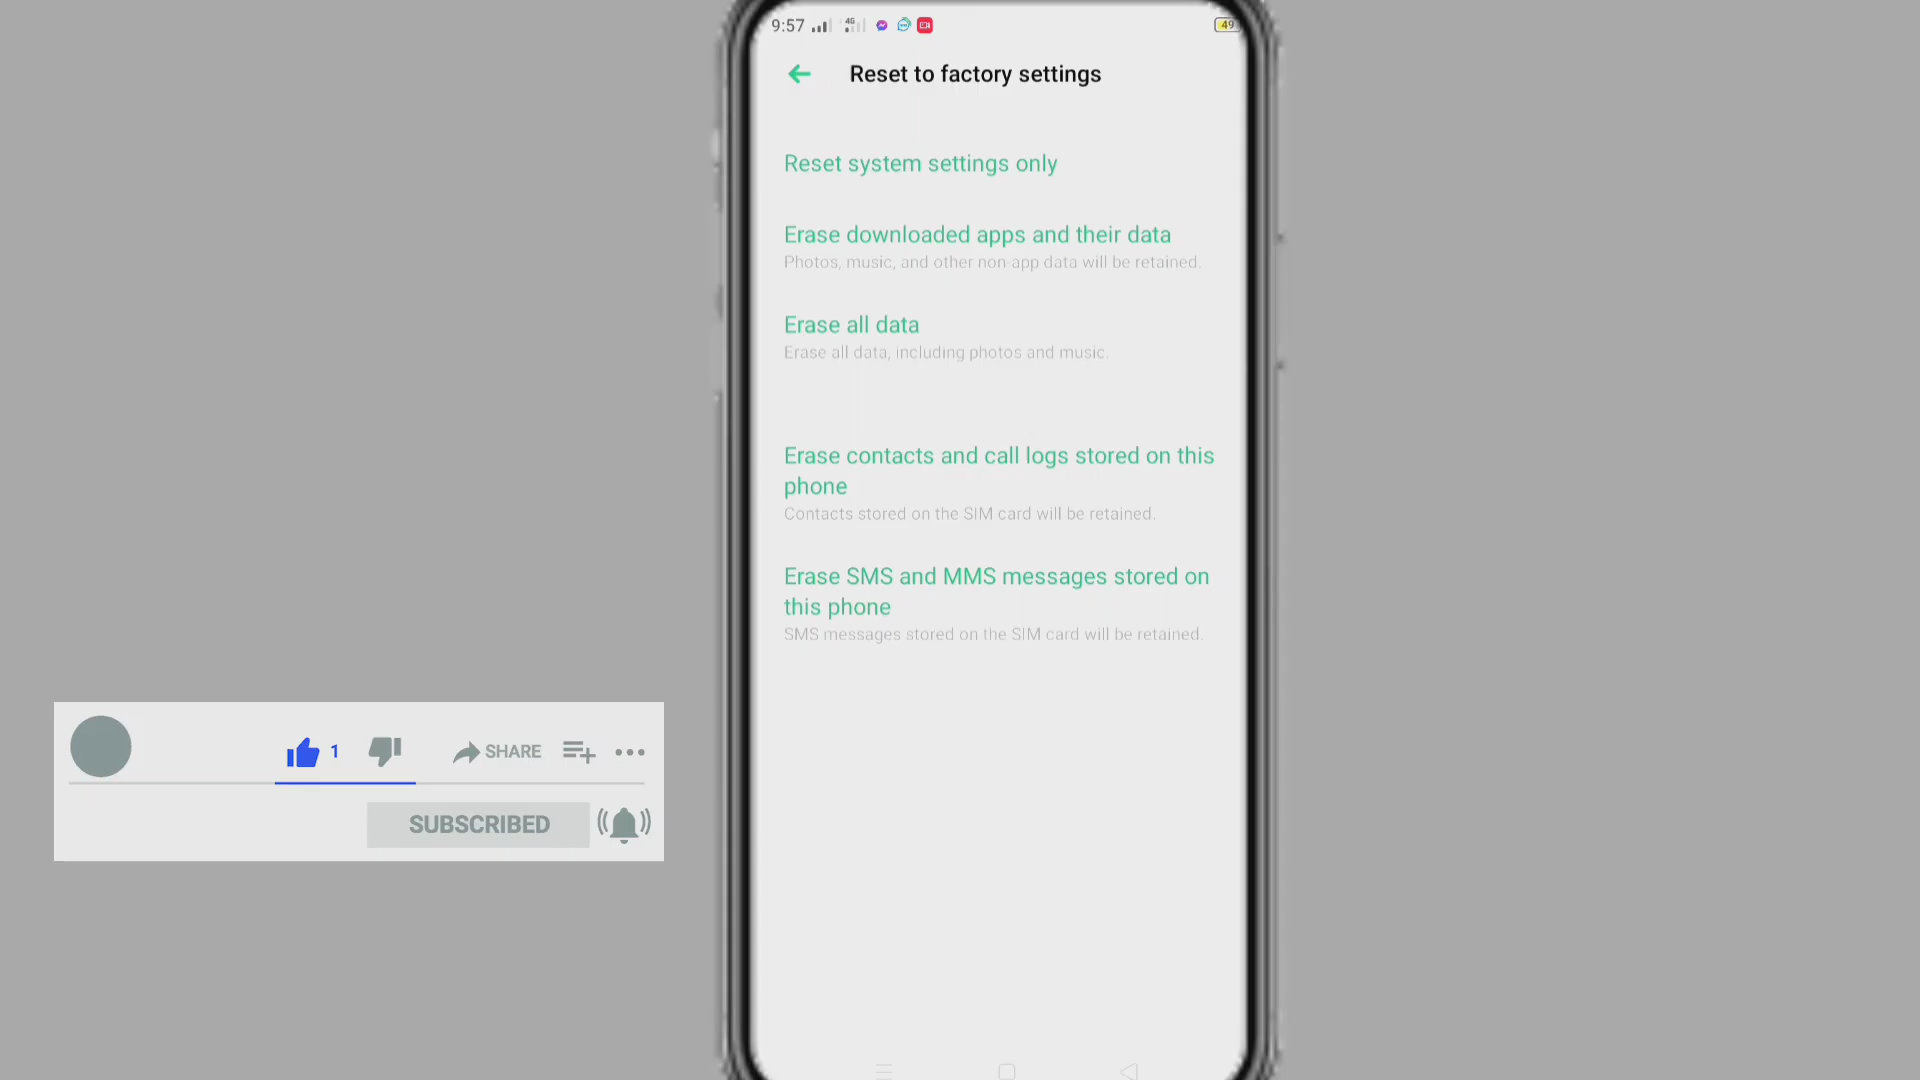 9:57
4G
49
Reset to factory settings
Reset system settings only
Erase downloaded apps and their data
Photos, music, and other non-app data will be retained.
Erase all data
Erase all data, including photos and music.
Erase contacts and call logs stored on this
phone
Contacts stored on the SIM card will be retained.
Erase SMS and MMS messages stored on
this phone
SMS messages stored on the SIM card will be retained.
1
SHARE
SUBSCRIBED